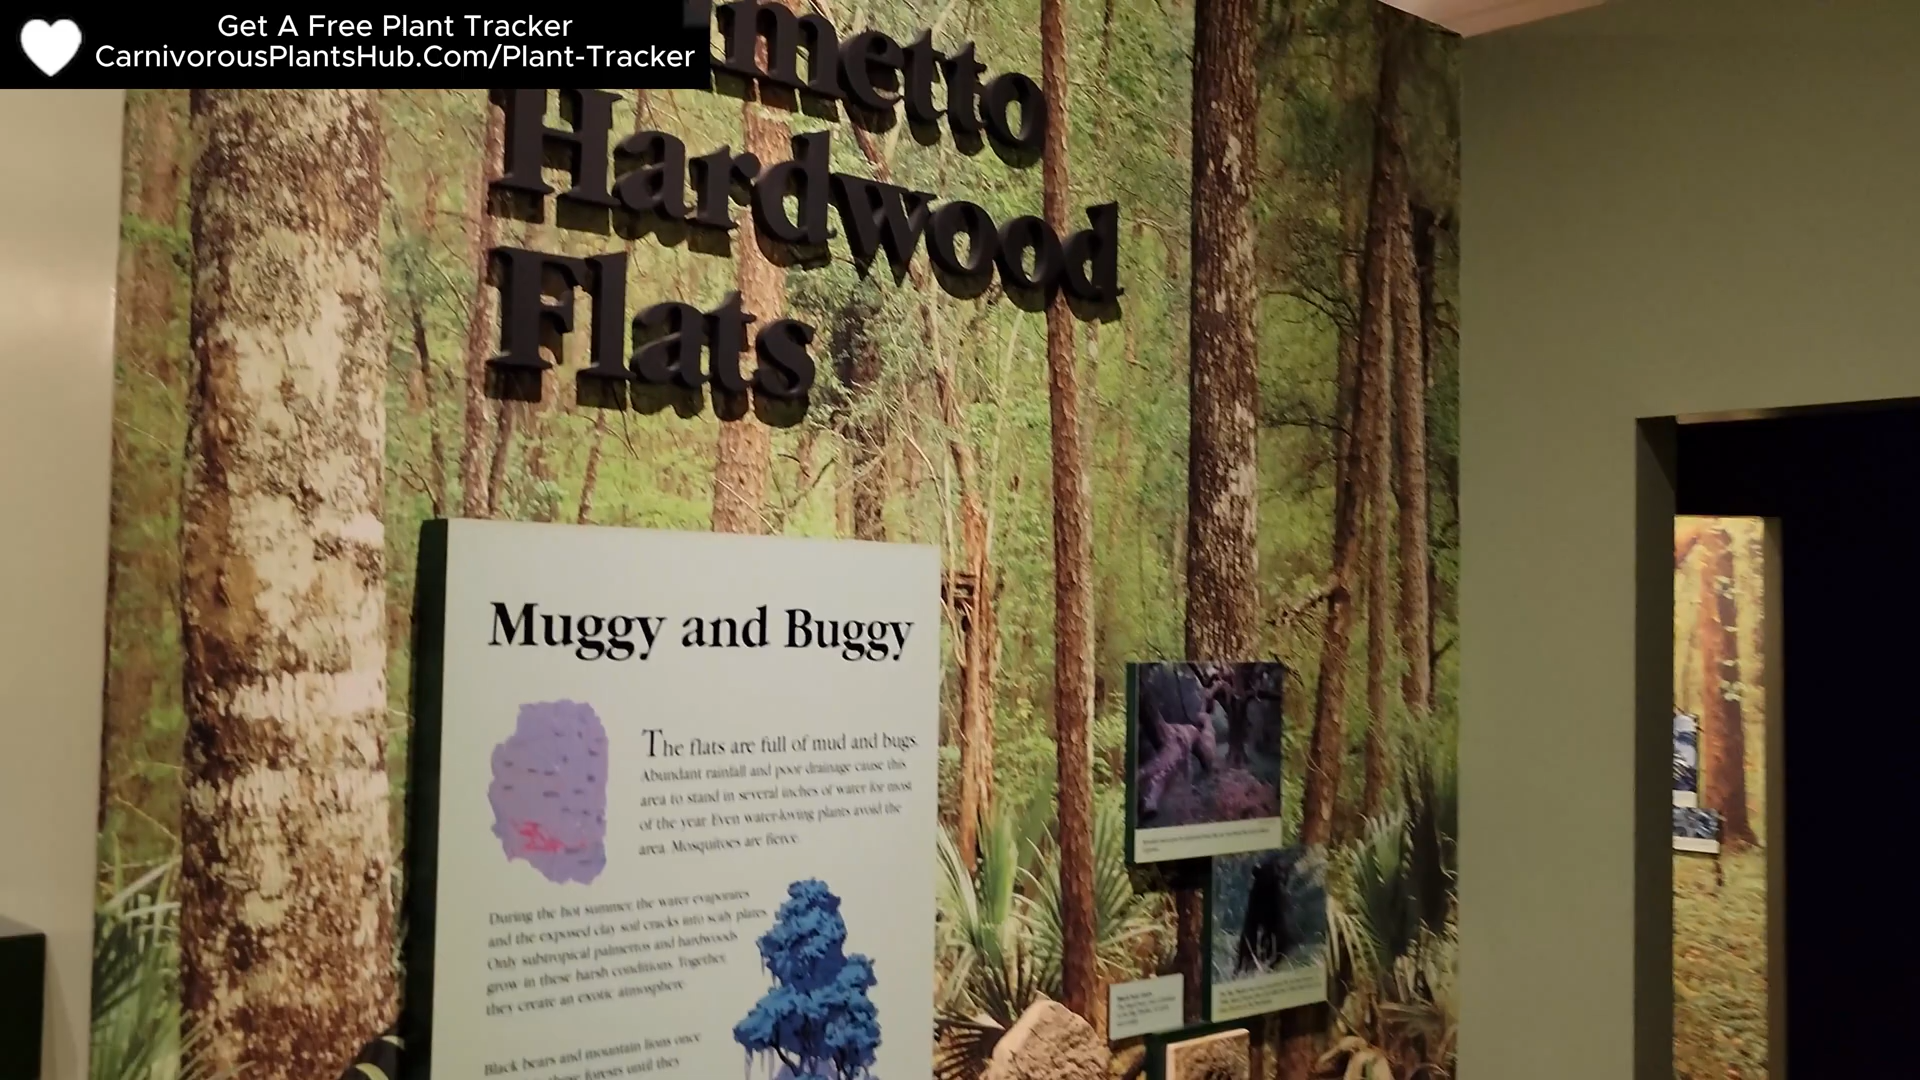 Get A Free Plant Tracker
CarnivorousPlantsHub.Com/Plant-Tracker
metto
Hardwood
Flats
Muggy and Buggy
The flats are full of mud and bugs.
Abundant rainfall and poor drainage cause this
area to stand in several inches of water for most
of the year. Even water-loving plants avoid the
area. Mosquitoes are fierce.
During the hot summer, the water evaporates
and the exposed clay soil cracks into scaly plates.
Only subtropical palmettos and hardwoods
grow in these harsh conditions. Together,
they create an exotic atmosphere.
Black bears and mountain lions once
these forests until they